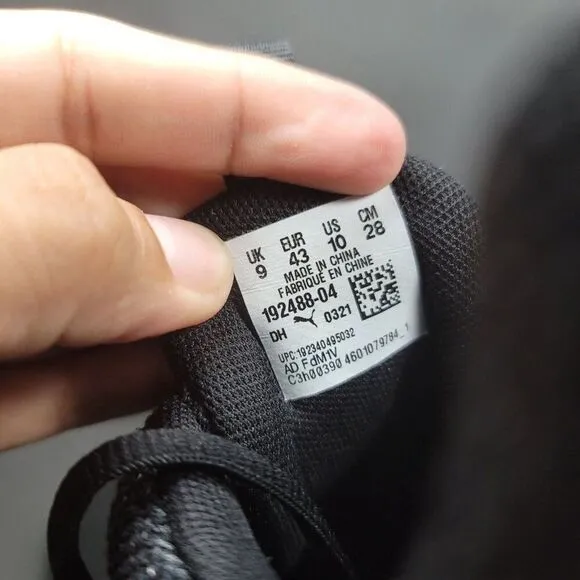 UK EUR US CM
9 43 10 28
MADE IN CHINA
FABRIQUÉ EN CHINE
192488-04
DH 0321
UPC:192340495032
AD FdM1V
C3h00390 4601079784_1